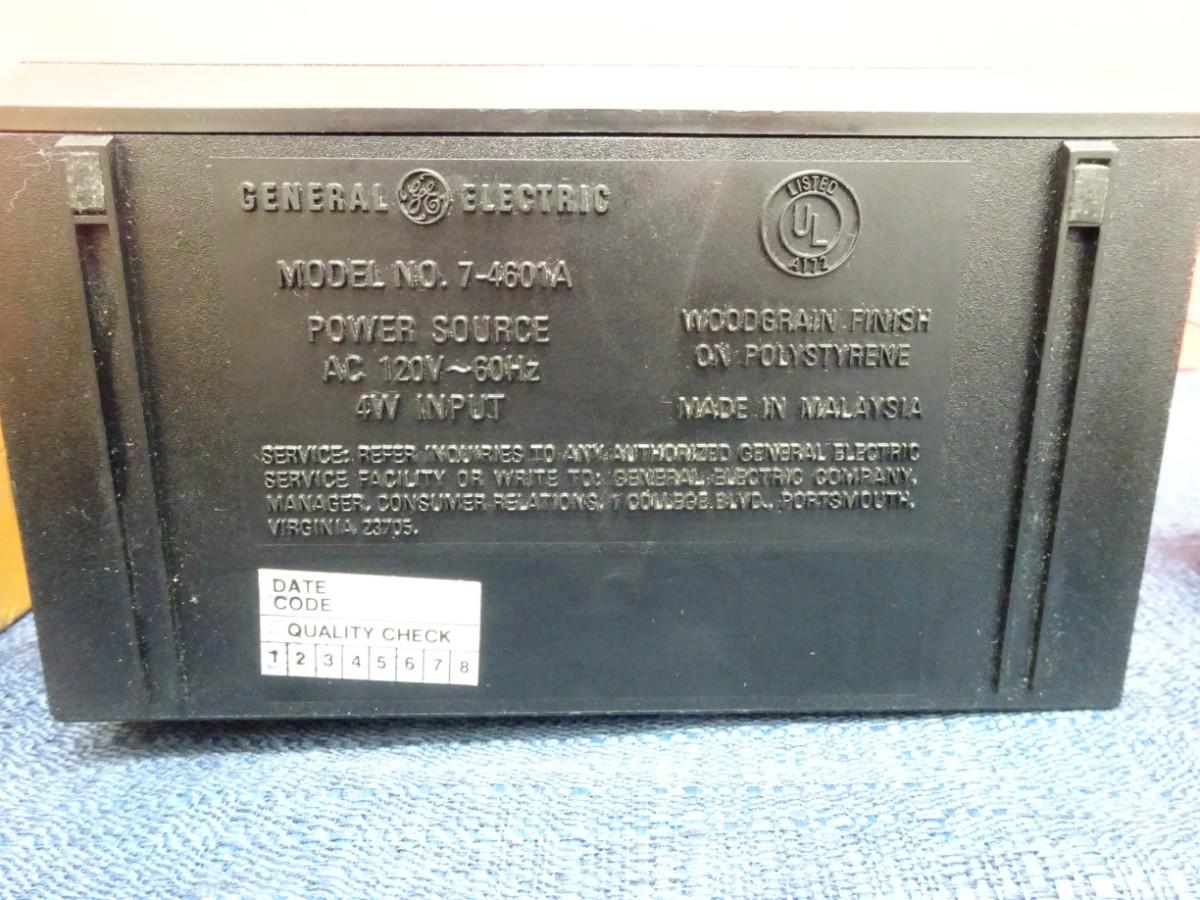 GENERAL GE ELECTRIC
LISTED
UL
A172
MODEL NO. 7-4601A
POWER SOURCE
AC 120V~60Hz
4W INPUT
WOODGRAIN FINISH
ON POLYSTYRENE
MADE IN MALAYSIA
SERVICE: REFER INQUIRIES TO ANY AUTHORIZED GENERAL ELECTRIC
SERVICE FACILITY OR WRITE TO: GENERAL ELECTRIC COMPANY,
MANAGER, CONSUMER RELATIONS, 1 COLLEGE BLVD., PORTSMOUTH,
VIRGINIA 23705.
DATE
CODE
QUALITY CHECK
1 2 3 4 5 6 7 8